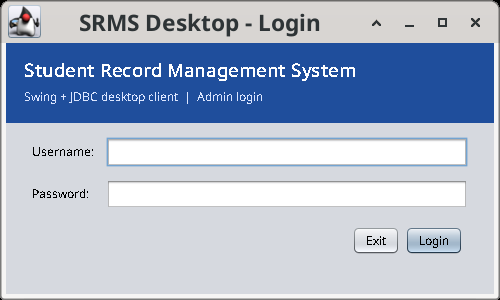 SRMS Desktop - Login
Student Record Management System
Swing + JDBC desktop client | Admin login
Username:
Password:
Exit Login